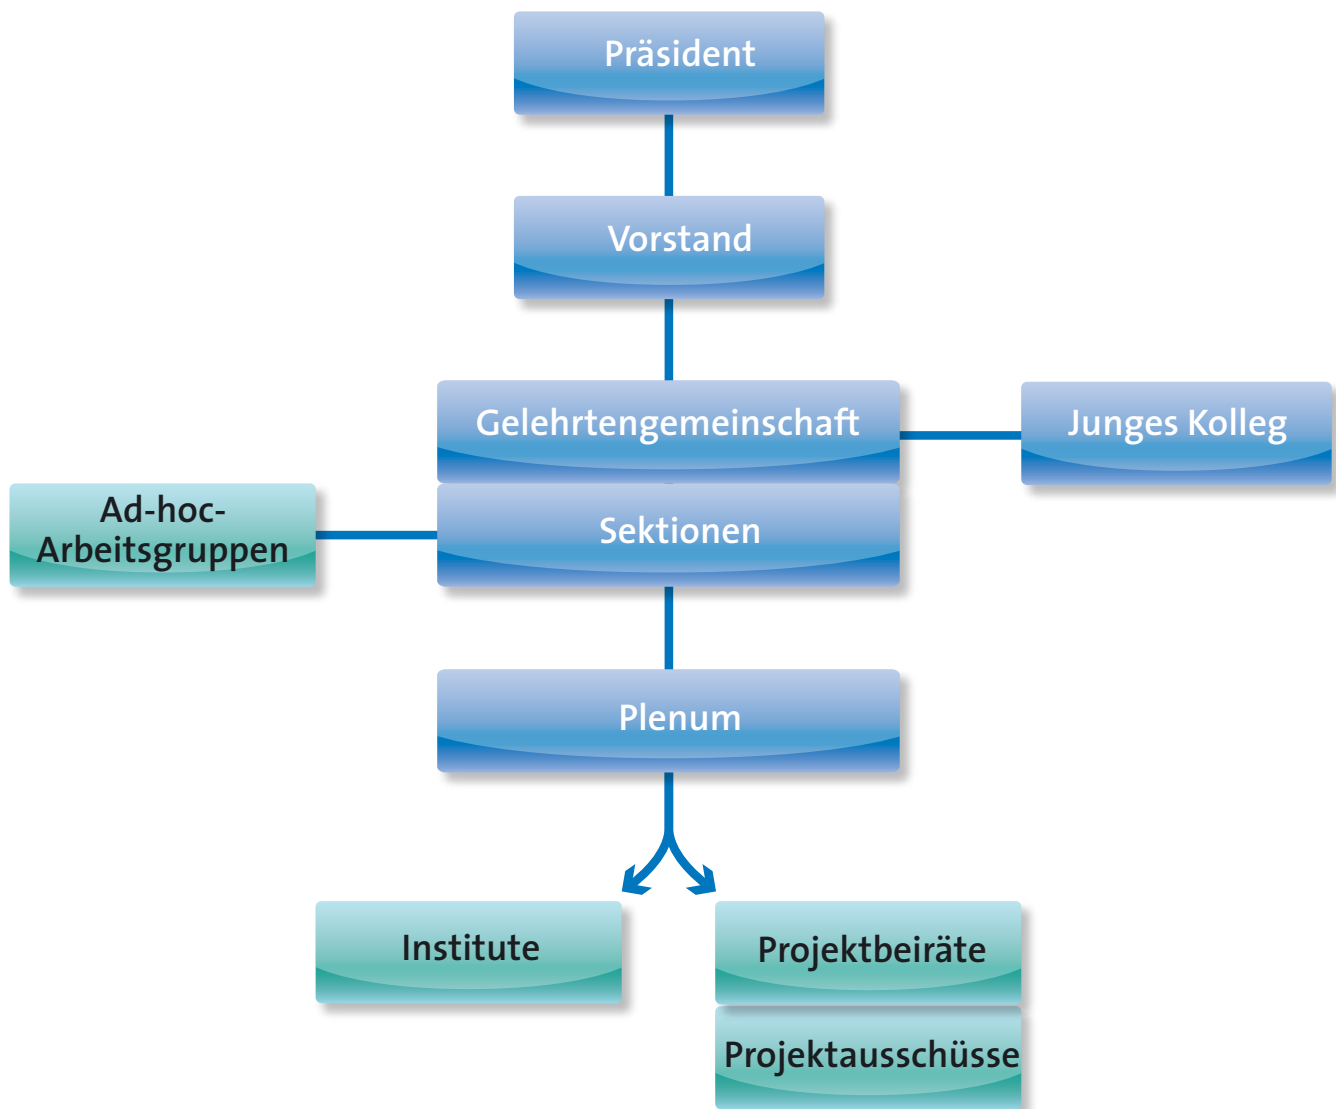 Präsident
Vorstand
Gelehrtengemeinschaft
Junges Kolleg
Ad-hoc-
Arbeitsgruppen
Sektionen
Plenum
Institute
Projektbeiräte
Projektausschüsse